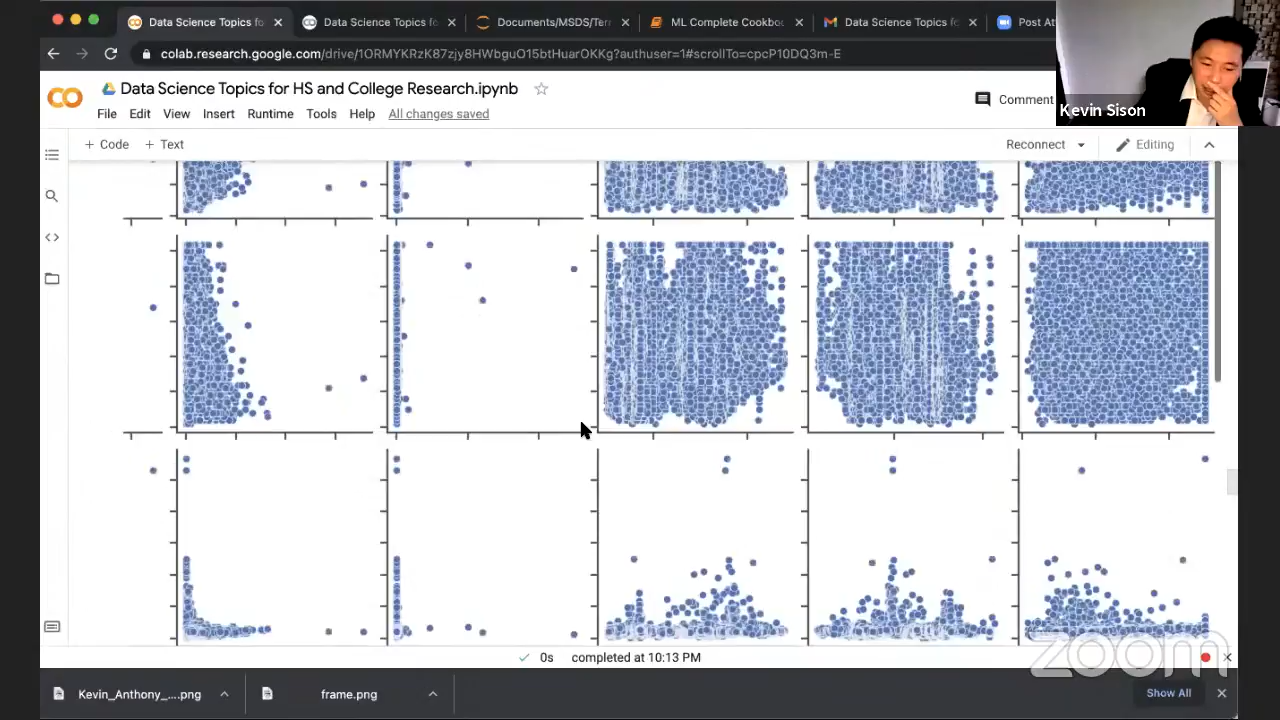 Data Science Topics fo
Data Science Topics fo
Documents/MSDS/Ter
ML Complete Cookbo
Data Science Topics fo
Post At
colab.research.google.com/drive/1ORMYKRzK87zjy8HWbguO15btHuarOKKg?authuser=1#scrollTo=cpcP10DQ3m-E
Kevin Sison
CO
Data Science Topics for HS and College Research.ipynb
Comment
File Edit View Insert Runtime Tools Help All changes saved
+ Code + Text
Reconnect
Editing
0s completed at 10:13 PM
zoom
Kevin_Anthony_....png
frame.png
Show All